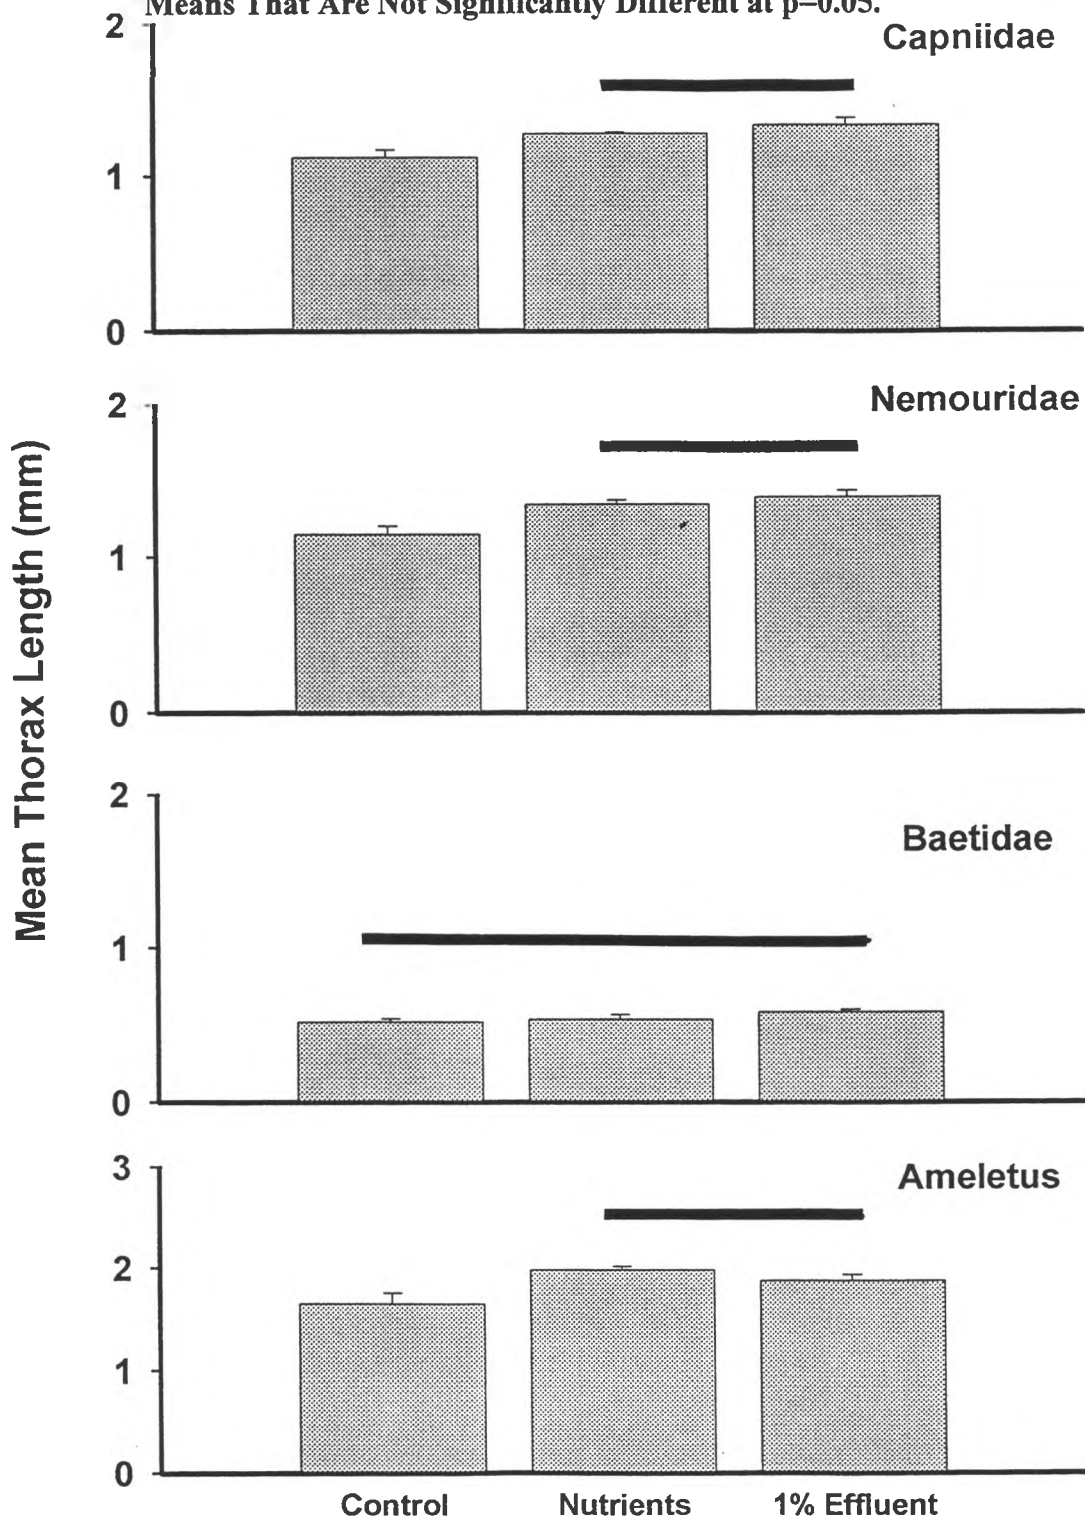 Means That Are Not Significantly Different at p=0.05.
2
Capniidae
1
0
2
Nemouridae
1
0
Mean Thorax Length (mm)
2
Baetidae
1
0
3
Ameletus
2
1
0
Control Nutrients 1% Effluent